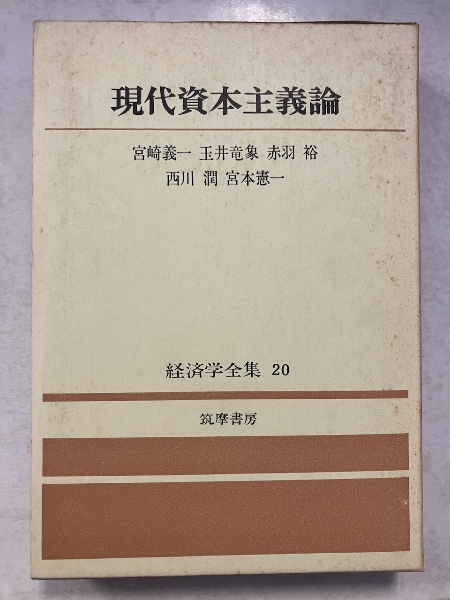 現代資本主義論
宮崎義一 玉井竜象 赤羽 裕
西川 潤 宮本憲一
経済学全集 20
筑摩書房